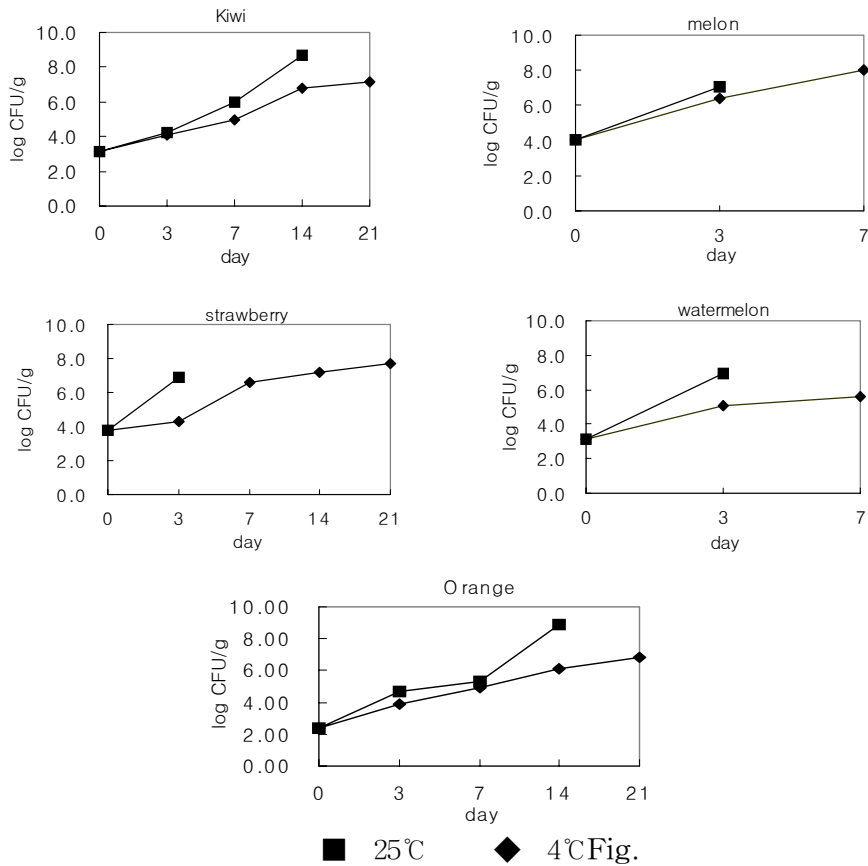 Kiwi
10.0
8.0
6.0
4.0
2.0
0.0
log CFU/g
0 3 7 14 21
day
melon
10.0
8.0
6.0
4.0
2.0
0.0
log CFU/g
0 3 7
day
strawberry
10.0
8.0
6.0
4.0
2.0
0.0
log CFU/g
0 3 7 14 21
day
watermelon
10.0
8.0
6.0
4.0
2.0
0.0
log CFU/g
0 3 7
day
Orange
10.00
8.00
6.00
4.00
2.00
0.00
log CFU/g
0 3 7 14 21
day
25℃ 4℃Fig.